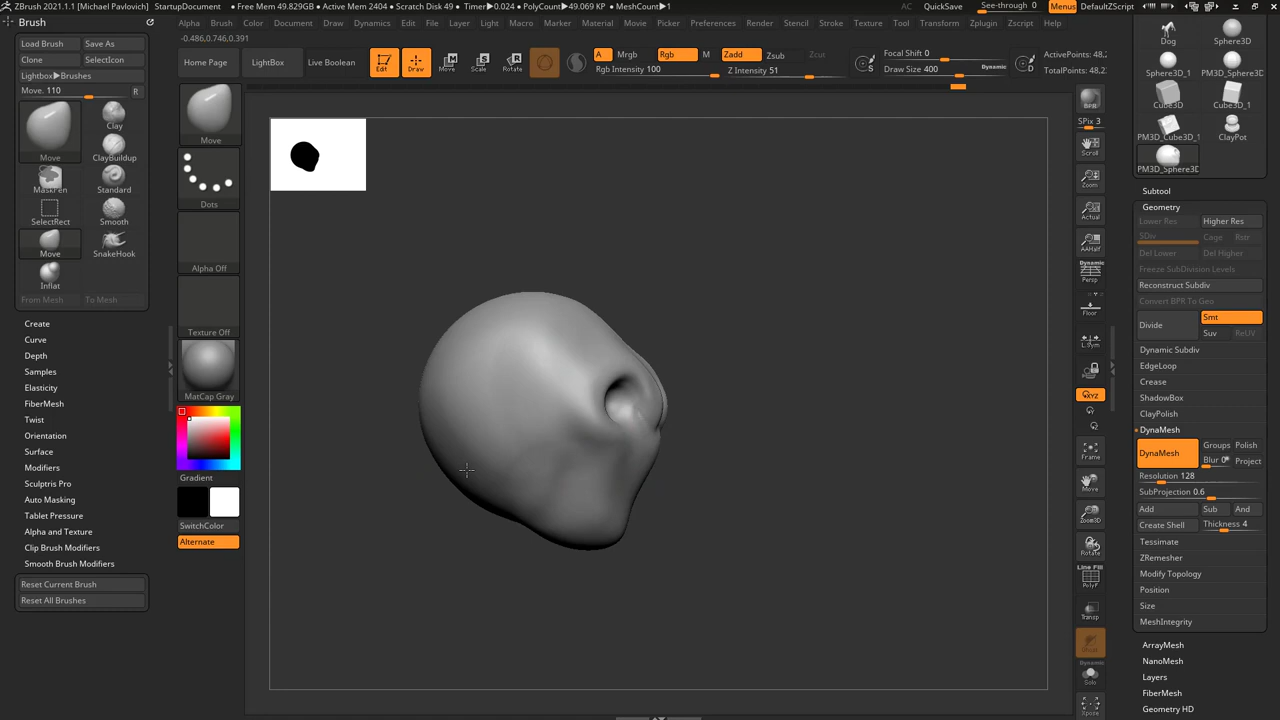 ZBrush 2021.1.1 [Michael Pavlovich]   StartupDocument
• Free Mem 49.829GB • Active Mem 2404 • Scratch Disk 49 • Timer▶0.024 • PolyCount▶49.069 KP • MeshCount▶1
AC QuickSave See-through 0 Menus DefaultZScript
Brush
Alpha Brush Color Document Draw Dynamics Edit File Layer Light Macro Marker Material Movie Picker Preferences Render Stencil Stroke Texture Tool Transform Zplugin Zscript Help
-0.486,0.746,0.391
Load Brush Save As
Clone SelectIcon
Lightbox▶Brushes
Move. 110 R
Move
Clay
ClayBuildup
MaskPen Standard
SelectRect Smooth
Move SnakeHook
Inflat
From Mesh To Mesh
Create
Curve
Depth
Samples
Elasticity
FiberMesh
Twist
Orientation
Surface
Modifiers
Sculptris Pro
Auto Masking
Tablet Pressure
Alpha and Texture
Clip Brush Modifiers
Smooth Brush Modifiers
Reset Current Brush
Reset All Brushes
Home Page LightBox Live Boolean
Edit Draw Move Scale Rotate
A Mrgb Rgb M Zadd Zsub Zcut
Rgb Intensity 100 Z Intensity 51
Focal Shift 0
Draw Size 400 Dynamic
S D
ActivePoints: 48,2
TotalPoints: 48,2
Move
Dots
Alpha Off
Texture Off
MatCap Gray
Gradient
SwitchColor
Alternate
BPR
SPix 3
Scroll
Zoom
Actual
AAHalf
Dynamic
Persp
Floor
L.Sym
XYZ
Frame
Move
Zoom3D
Rotate
Line Fill
PolyF
Transp
Ghost
Dynamic
Solo
Xpose
Dog Sphere3D
Sphere3D_1 PM3D_Sphere3D
Cube3D Cube3D_1
PM3D_Cube3D_1 ClayPot
PM3D_Sphere3D
Subtool
Geometry
Lower Res Higher Res
SDiv Cage Rstr
Del Lower Del Higher
Freeze SubDivision Levels
Reconstruct Subdiv
Convert BPR To Geo
Divide Smt
Suv ReUV
Dynamic Subdiv
EdgeLoop
Crease
ShadowBox
ClayPolish
DynaMesh
DynaMesh Groups Polish
Blur 0 Project
Resolution 128
SubProjection 0.6
Add Sub And
Create Shell Thickness 4
Tessimate
ZRemesher
Modify Topology
Position
Size
MeshIntegrity
ArrayMesh
NanoMesh
Layers
FiberMesh
Geometry HD